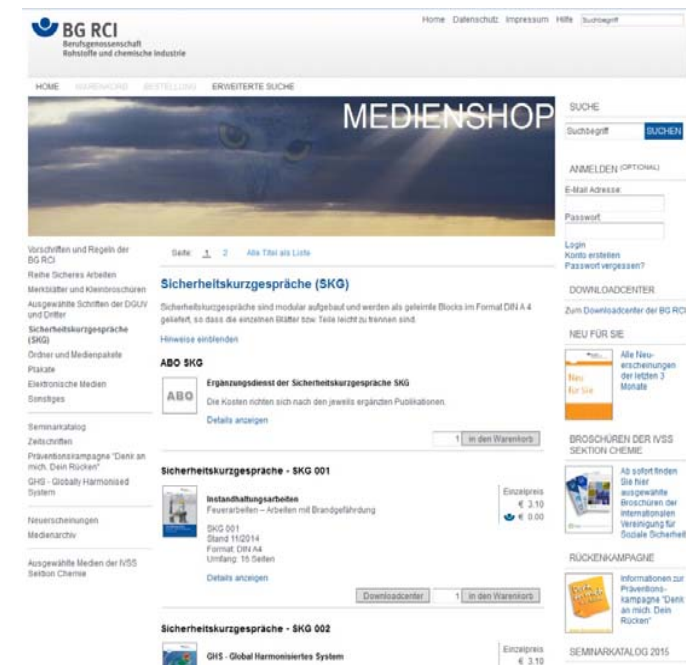 BG RCI
Berufsgenossenschaft
Rohstoffe und chemische Industrie
Home Datenschutz Impressum Hilfe Suchbegriff
HOME WARENKORB BESTELLUNG ERWEITERTE SUCHE
MEDIENSHOP
Vorschriften und Regeln der
BG RCI
Reihe Sicheres Arbeiten
Merkblätter und Kleinbroschüren
Ausgewählte Schriften der DGUV
und Dritter
Sicherheitskurzgespräche
(SKG)
Ordner und Medienpakete
Plakate
Elektronische Medien
Sonstiges
Seminarkatalog
Zeitschriften
Präventionskampagne "Denk an
mich. Dein Rücken"
GHS - Globally Harmonised
System
Neuerscheinungen
Medienarchiv
Ausgewählte Medien der IVSS
Sektion Chemie
Seite: 1 2 Alle Titel als Liste
Sicherheitskurzgespräche (SKG)
Sicherheitskurzgespräche sind modular aufgebaut und werden als geleimte Blocks im Format DIN A 4
geliefert, so dass die einzelnen Blätter bzw. Teile leicht zu trennen sind.
Hinweise einblenden
ABO SKG
ABO
Ergänzungsdienst der Sicherheitskurzgespräche SKG
Die Kosten richten sich nach den jeweils ergänzten Publikationen.
Details anzeigen
1 in den Warenkorb
Sicherheitskurzgespräche - SKG 001
Instandhaltungsarbeiten
Feuerarbeiten – Arbeiten mit Brandgefährdung
SKG 001
Stand 11/2014
Format: DIN A4
Umfang: 16 Seiten
Details anzeigen
Einzelpreis
€ 3.10
€ 0.00
Downloadcenter 1 in den Warenkorb
Sicherheitskurzgespräche - SKG 002
GHS - Global Harmonisiertes System
Einzelpreis
€ 3.10
SUCHE
Suchbegriff SUCHEN
ANMELDEN (OPTIONAL)
E-Mail Adresse:
Passwort:
Login
Konto erstellen
Passwort vergessen?
DOWNLOADCENTER
Zum Downloadcenter der BG RCI
NEU FÜR SIE
Neu
für Sie
Alle Neu-
erscheinungen
der letzten 3
Monate
BROSCHÜREN DER IVSS
SEKTION CHEMIE
Ab sofort finden
Sie hier
ausgewählte
Broschüren der
Internationalen
Vereinigung für
Soziale Sicherheit
RÜCKENKAMPAGNE
Informationen zur
Präventions-
kampagne "Denk
an mich. Dein
Rücken"
SEMINARKATALOG 2015